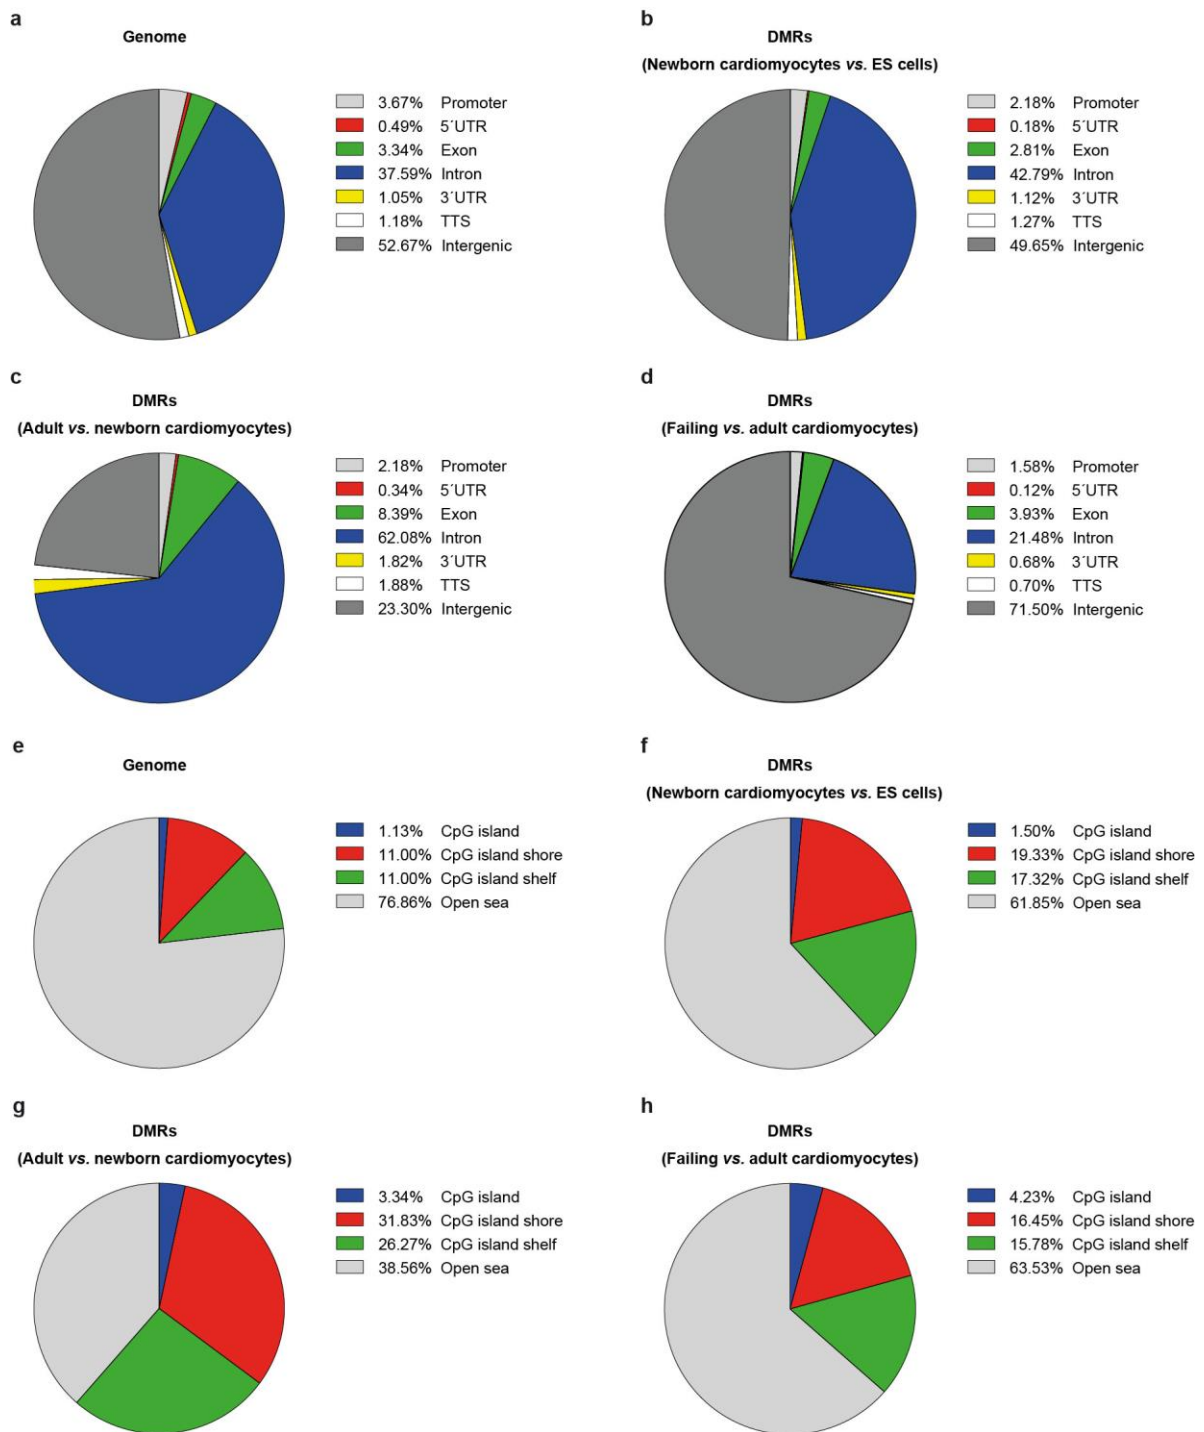 a
Genome
3.67% Promoter
0.49% 5´UTR
3.34% Exon
37.59% Intron
1.05% 3´UTR
1.18% TTS
52.67% Intergenic
b
DMRs
(Newborn cardiomyocytes vs. ES cells)
2.18% Promoter
0.18% 5´UTR
2.81% Exon
42.79% Intron
1.12% 3´UTR
1.27% TTS
49.65% Intergenic
c
DMRs
(Adult vs. newborn cardiomyocytes)
2.18% Promoter
0.34% 5´UTR
8.39% Exon
62.08% Intron
1.82% 3´UTR
1.88% TTS
23.30% Intergenic
d
DMRs
(Failing vs. adult cardiomyocytes)
1.58% Promoter
0.12% 5´UTR
3.93% Exon
21.48% Intron
0.68% 3´UTR
0.70% TTS
71.50% Intergenic
e
Genome
1.13% CpG island
11.00% CpG island shore
11.00% CpG island shelf
76.86% Open sea
f
DMRs
(Newborn cardiomyocytes vs. ES cells)
1.50% CpG island
19.33% CpG island shore
17.32% CpG island shelf
61.85% Open sea
g
DMRs
(Adult vs. newborn cardiomyocytes)
3.34% CpG island
31.83% CpG island shore
26.27% CpG island shelf
38.56% Open sea
h
DMRs
(Failing vs. adult cardiomyocytes)
4.23% CpG island
16.45% CpG island shore
15.78% CpG island shelf
63.53% Open sea